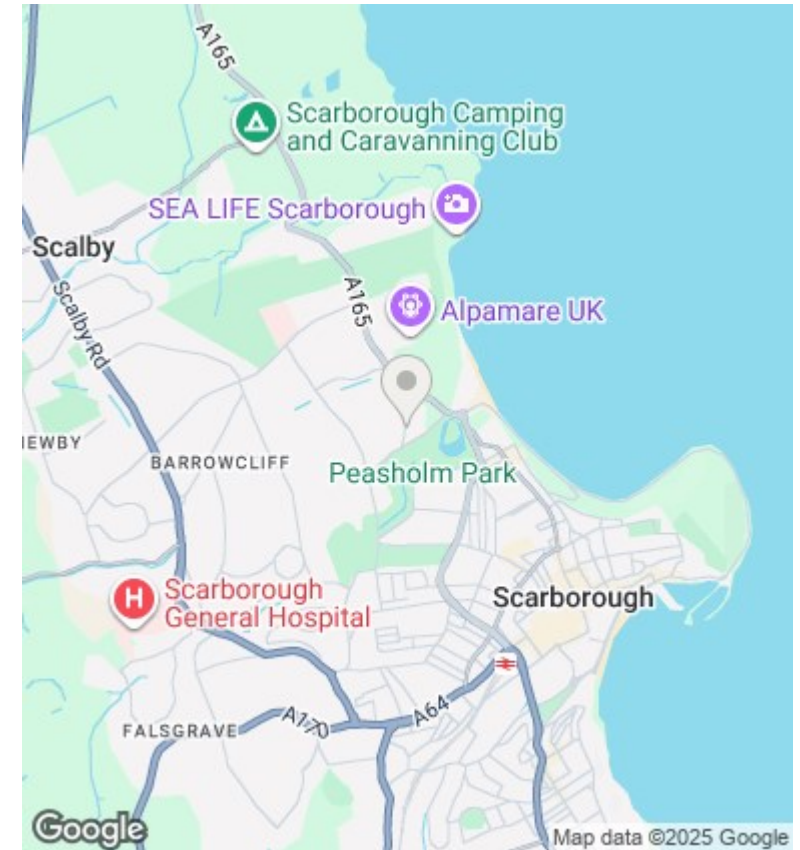 A165
Scarborough Camping
and Caravanning Club
SEA LIFE Scarborough
Scalby
A165
Alpamare UK
Scalby Rd
EWBY
BARROWCLIFF
Peasholm Park
H
Scarborough
General Hospital
Scarborough
FALSGRAVE
A170
A64
Google
Map data ©2025 Google